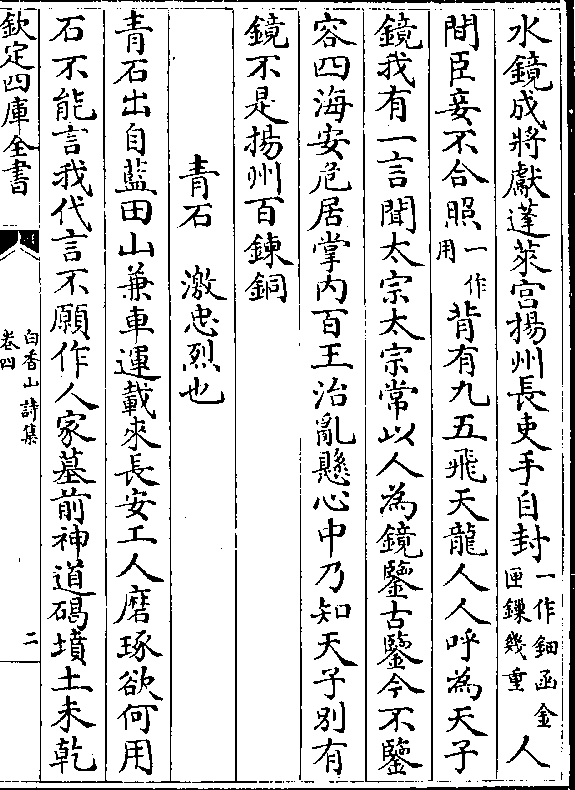 水鏡成將獻蓬萊宫揚州長吏手自封一作鈿函金匣鏁幾重人
間臣妾不合照一作用背有九五飛天龍人人呼為天子
鏡我有一言聞太宗太宗常以人為鏡鑒古鑒今不鑒
容四海安危居掌内百王治亂懸心中乃知天子别有
鏡不是揚州百鍊銅
青石 激忠烈也
青石出自藍田山兼車運載來長安工人磨琢欲何用
石不能言我代言不願作人家墓前神道碣墳土未乾
欽定四庫全書
白香山詩集
卷四
二